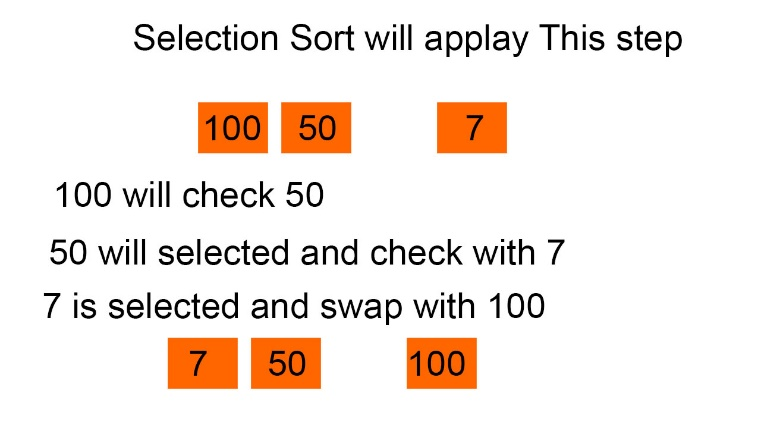 Selection Sort will applay This step
100 50 7
100 will check 50
50 will selected and check with 7
7 is selected and swap with 100
7 50 100